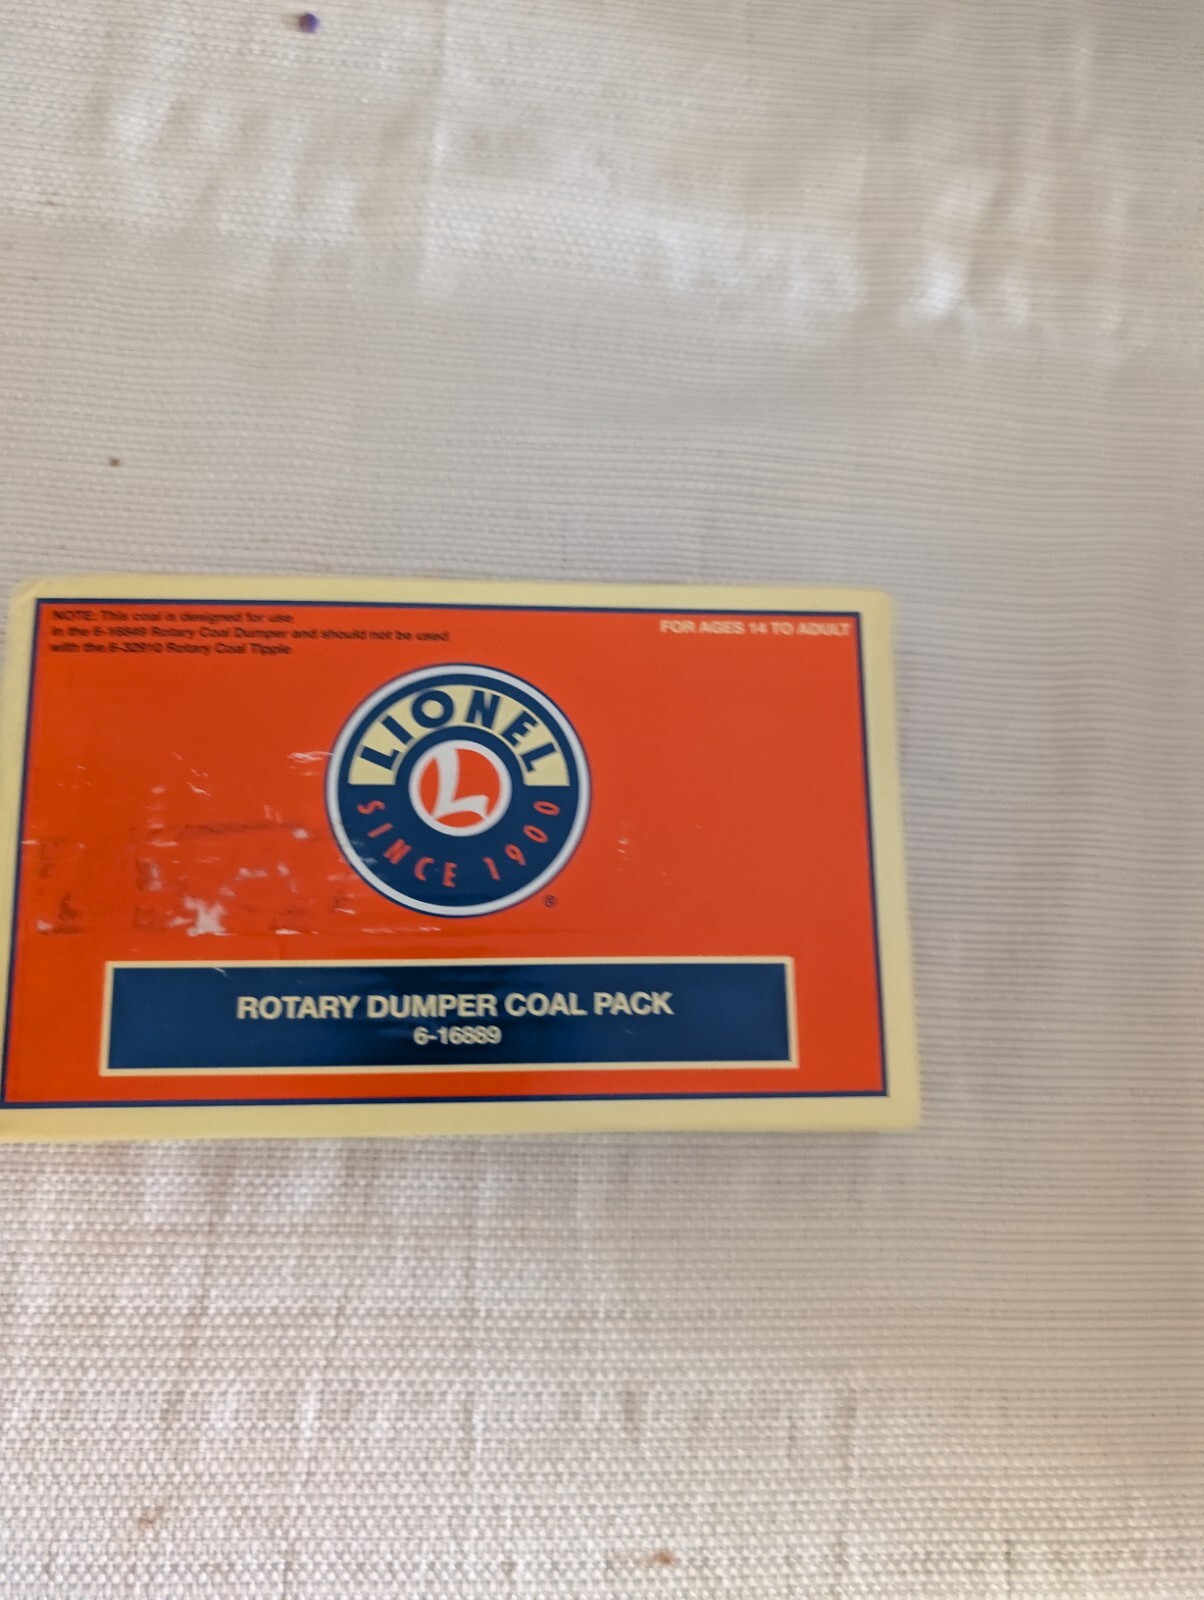 NOTE: This coal is designed for use
in the 6-16849 Rotary Coal Dumper and should not be used
with the 6-32910 Rotary Coal Tipple
FOR AGES 14 TO ADULT
LIONEL
L
SINCE 1900
®
ROTARY DUMPER COAL PACK
6-16889